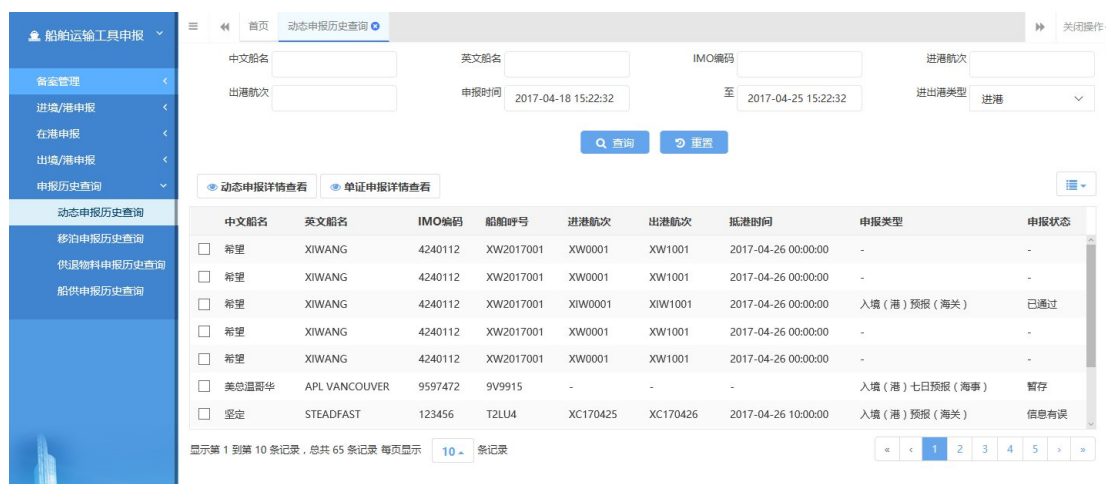 船舶运输工具申报
首页 动态申报历史查询 关闭操作
中文船名 英文船名 IMO编码 进港航次
出港航次 申报时间 2017-04-18 15:22:32 至 2017-04-25 15:22:32 进出港类型 进港
查询 重置
备案管理
进境/港申报
在港申报
出境/港申报
申报历史查询
动态申报历史查询
移泊申报历史查询
供退物料申报历史查询
船供申报历史查询
动态申报详情查看 单证申报详情查看
中文船名 英文船名 IMO编码 船舶呼号 进港航次 出港航次 抵港时间 申报类型 申报状态
希望 XIWANG 4240112 XW2017001 XW0001 XW1001 2017-04-26 00:00:00 - -
希望 XIWANG 4240112 XW2017001 XW0001 XW1001 2017-04-26 00:00:00 - -
希望 XIWANG 4240112 XW2017001 XIW0001 XIW1001 2017-04-26 00:00:00 入境（港）预报（海关） 已通过
希望 XIWANG 4240112 XW2017001 XW0001 XW1001 2017-04-26 00:00:00 - -
希望 XIWANG 4240112 XW2017001 XW0001 XW1001 2017-04-26 00:00:00 - -
美总温哥华 APL VANCOUVER 9597472 9V9915 - - - 入境（港）七日预报（海事） 暂存
坚定 STEADFAST 123456 T2LU4 XC170425 XC170426 2017-04-26 10:00:00 入境（港）预报（海关） 信息有误
显示第 1 到第 10 条记录，总共 65 条记录 每页显示 10 条记录
« ‹ 1 2 3 4 5 › »